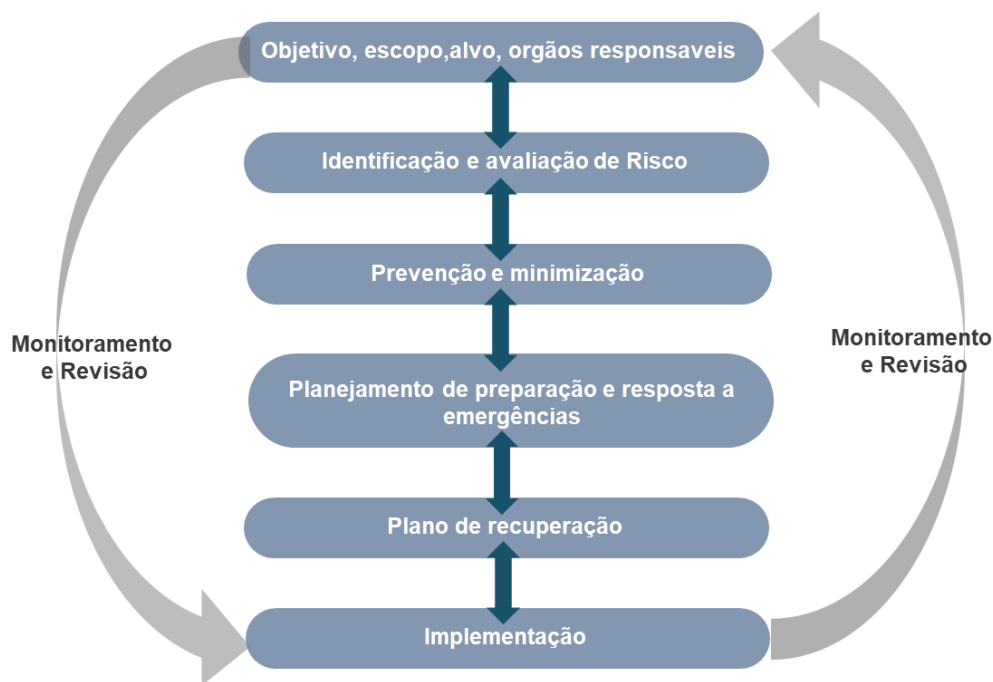 Objetivo, escopo,alvo, orgãos responsaveis
Identificação e avaliação de Risco
Prevenção e minimização
Monitoramento
e Revisão
Monitoramento
e Revisão
Planejamento de preparação e resposta a
emergências
Plano de recuperação
Implementação